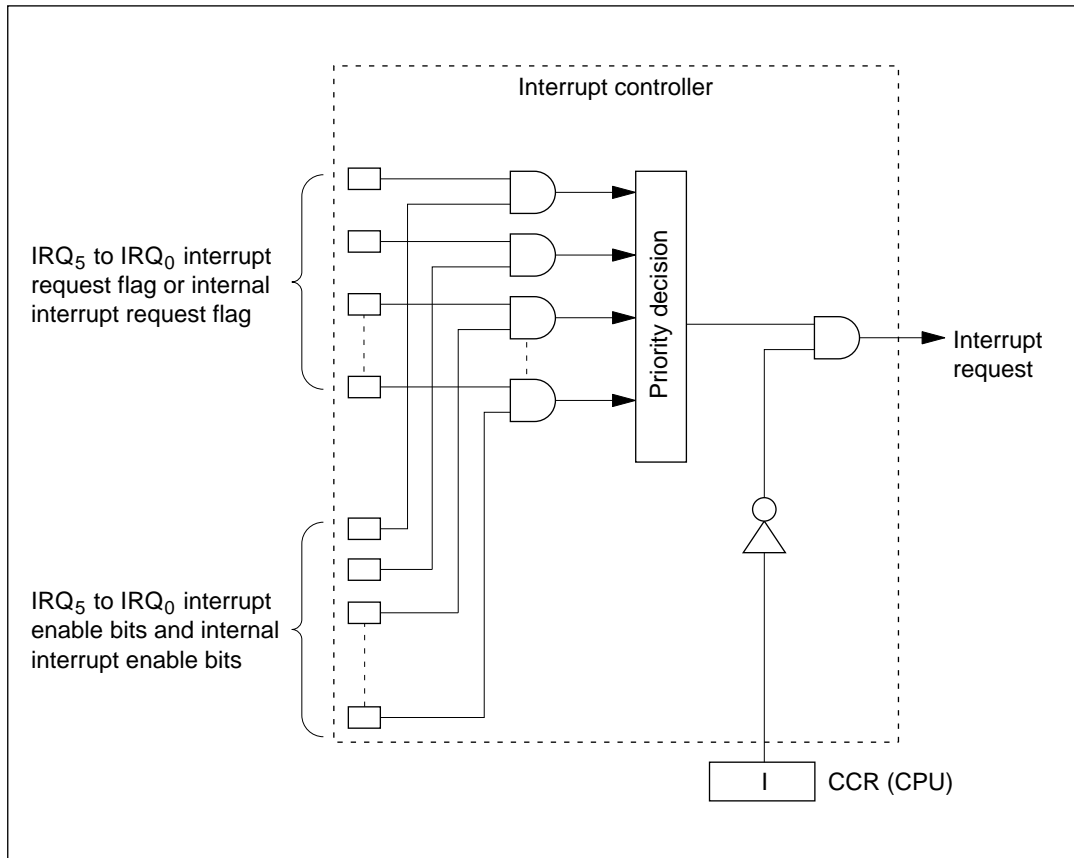 Interrupt controller
IRQ5 to IRQ0 interrupt
request flag or internal
interrupt request flag
Priority decision
Interrupt
request
IRQ5 to IRQ0 interrupt
enable bits and internal
interrupt enable bits
I
CCR (CPU)